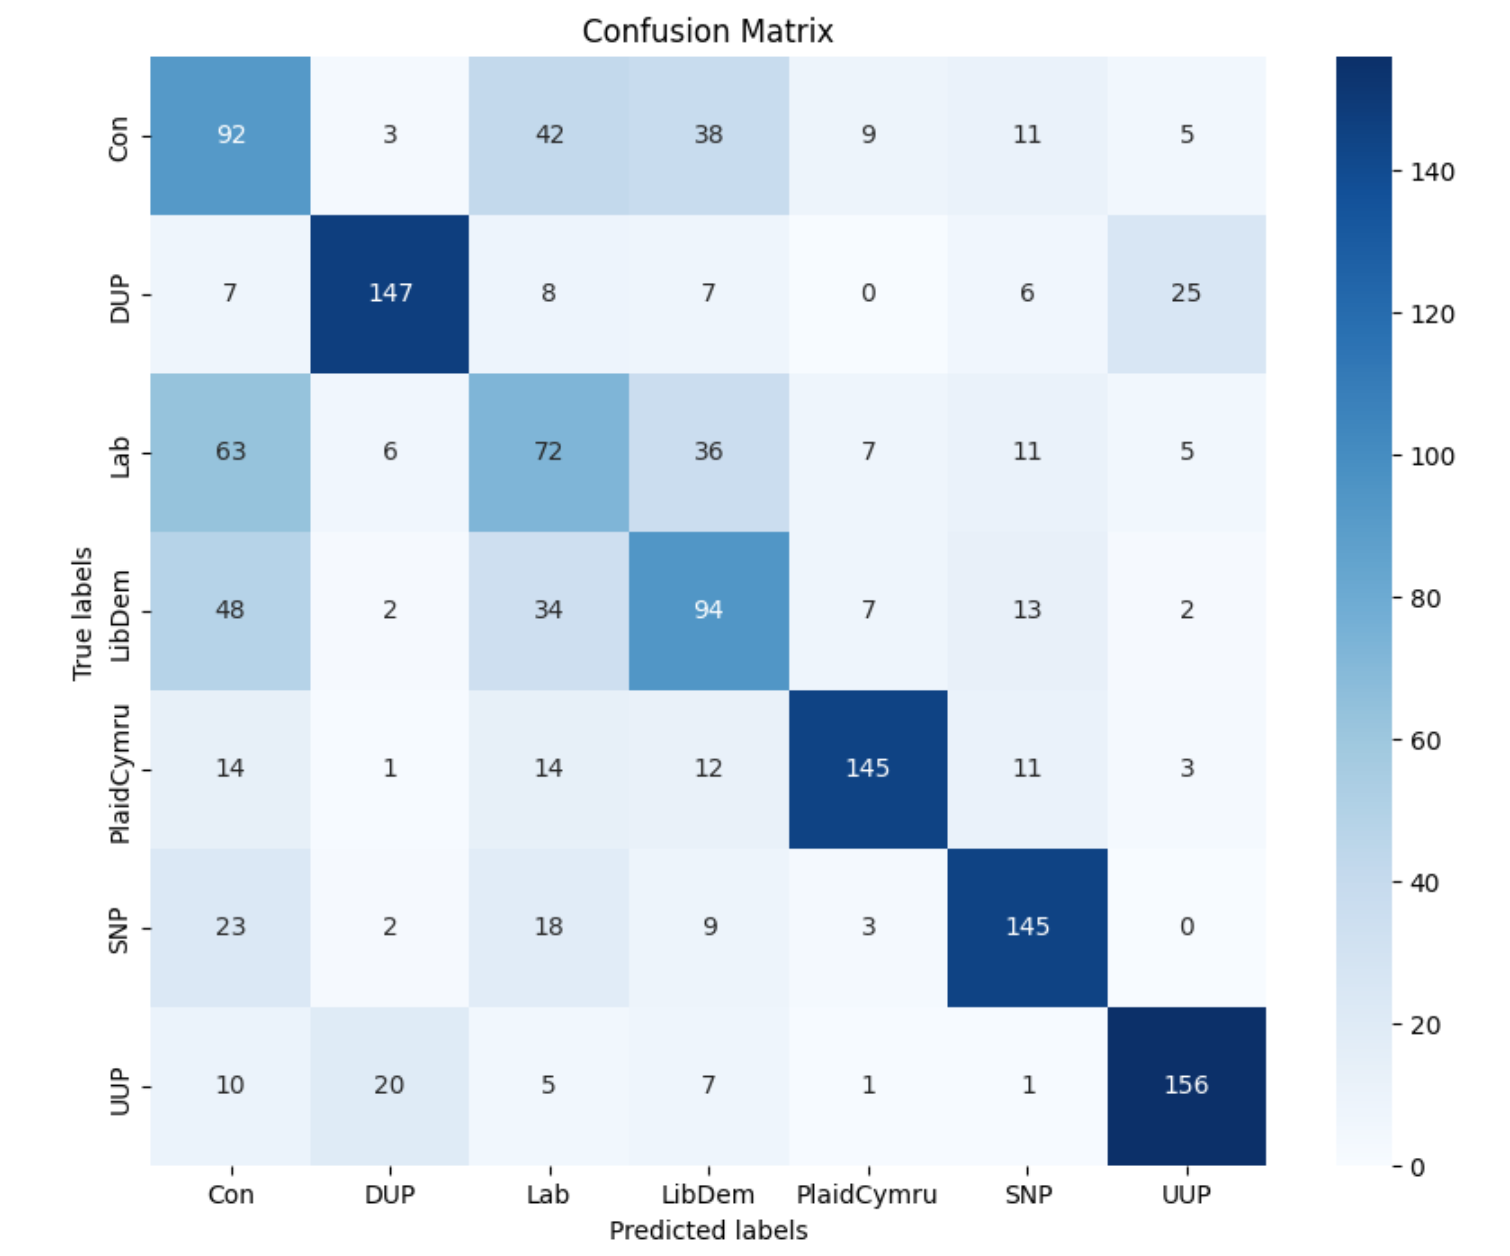 Confusion Matrix
Con 92 3 42 38 9 11 5
DUP 7 147 8 7 0 6 25
Lab 63 6 72 36 7 11 5
LibDem 48 2 34 94 7 13 2
PlaidCymru 14 1 14 12 145 11 3
SNP 23 2 18 9 3 145 0
UUP 10 20 5 7 1 1 156
True labels
Con DUP Lab LibDem PlaidCymru SNP UUP
Predicted labels
140
120
100
80
60
40
20
0